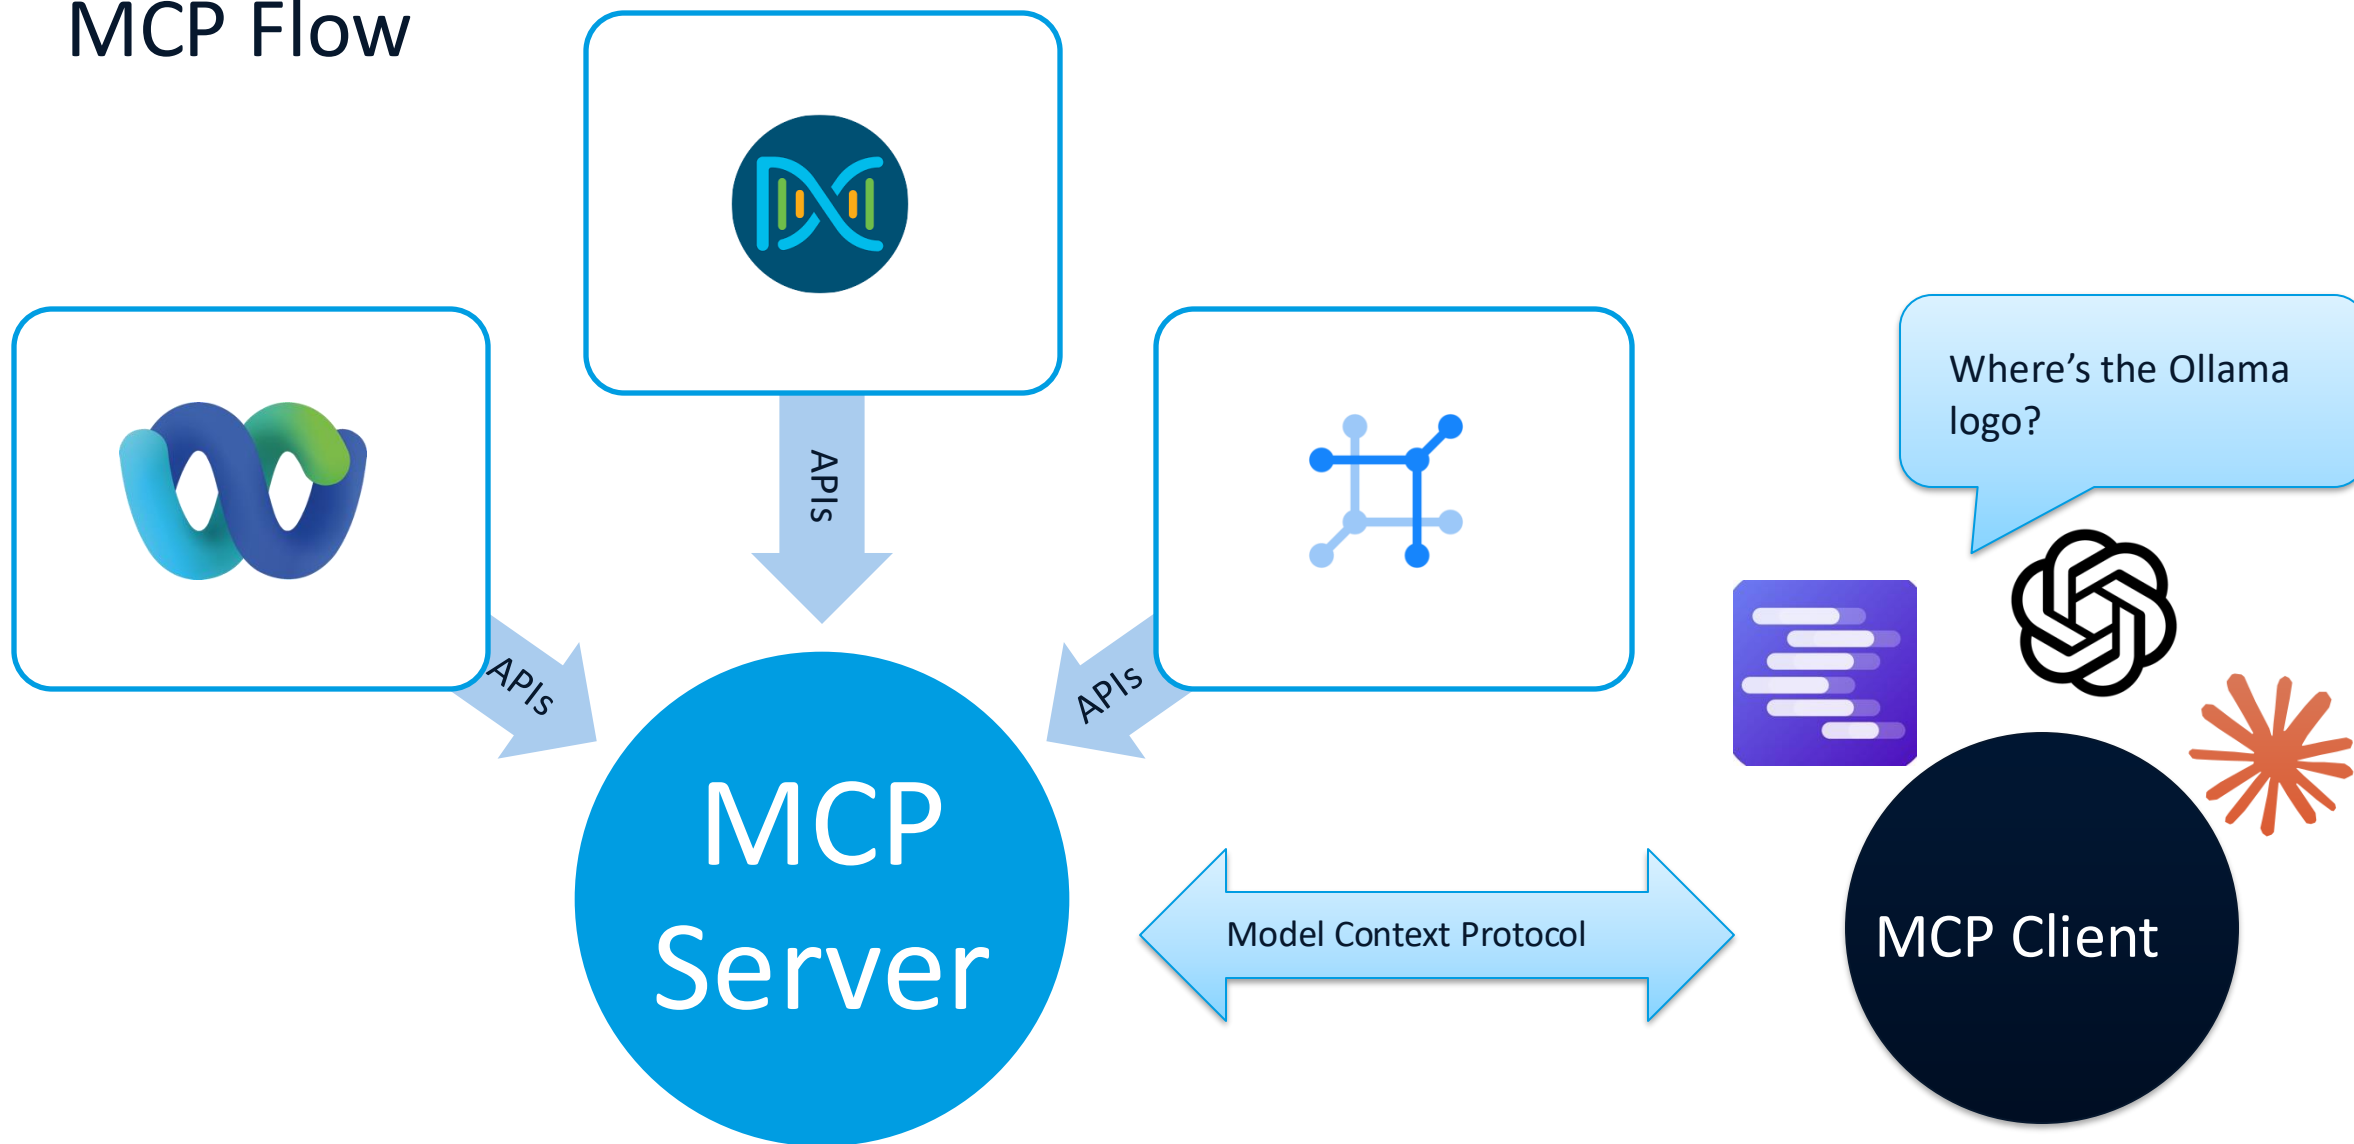 MCP Flow
APIs
APIs
APIs
Where’s the Ollama
logo?
MCP
Server
Model Context Protocol
MCP Client